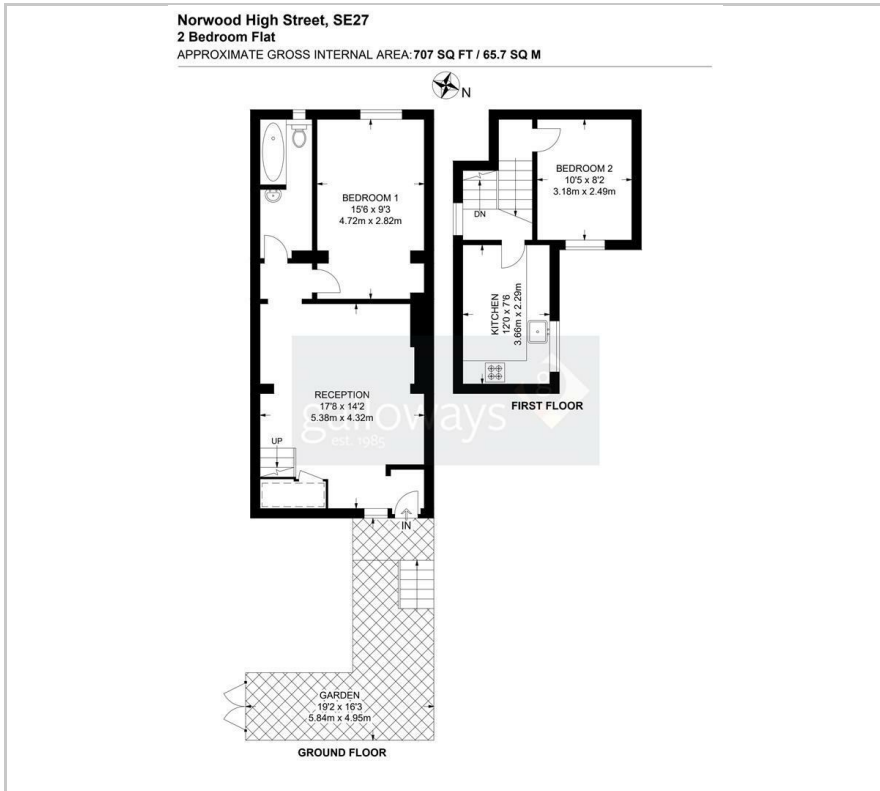 Norwood High Street, SE27
2 Bedroom Flat
APPROXIMATE GROSS INTERNAL AREA: 707 SQ FT / 65.7 SQ M
N
BEDROOM 1
15'6 x 9'3
4.72m x 2.82m
RECEPTION
17'8 x 14'2
5.38m x 4.32m
UP
IN
GARDEN
19'2 x 16'3
5.84m x 4.95m
GROUND FLOOR
BEDROOM 2
10'5 x 8'2
3.18m x 2.49m
DN
KITCHEN
12'0 x 7'6
3.66m x 2.29m
FIRST FLOOR
galloways
est. 1985